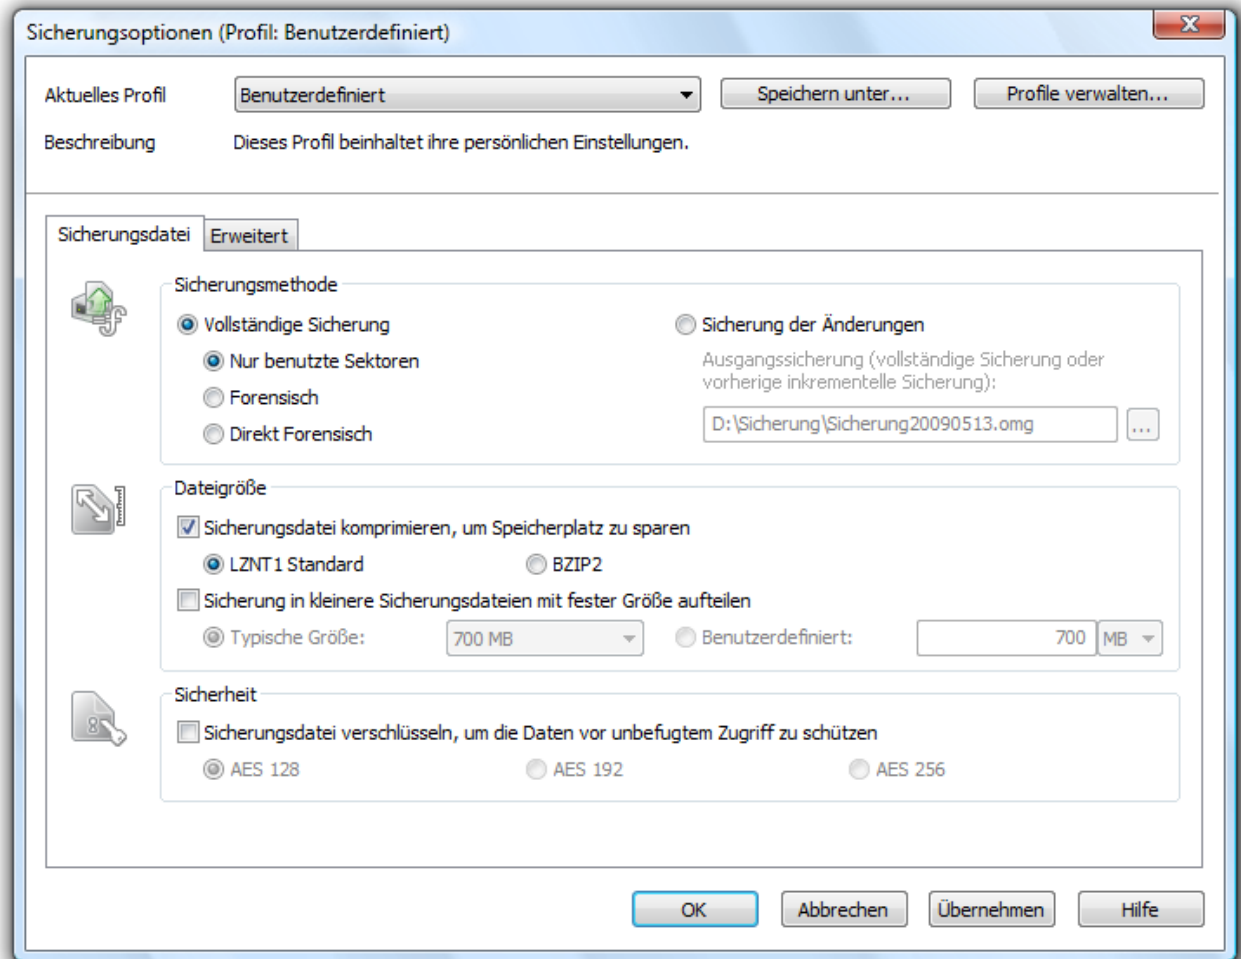 Sicherungsoptionen (Profil: Benutzerdefiniert)
Aktuelles Profil
Benutzerdefiniert
Speichern unter...
Profile verwalten...
Beschreibung
Dieses Profil beinhaltet ihre persönlichen Einstellungen.
Sicherungsdatei
Erweitert
Sicherungsmethode
Vollständige Sicherung
Nur benutzte Sektoren
Forensisch
Direkt Forensisch
Sicherung der Änderungen
Ausgangssicherung (vollständige Sicherung oder
vorherige inkrementelle Sicherung):
D:\Sicherung\Sicherung20090513.omg
...
Dateigröße
Sicherungsdatei komprimieren, um Speicherplatz zu sparen
LZNT1 Standard
BZIP2
Sicherung in kleinere Sicherungsdateien mit fester Größe aufteilen
Typische Größe:
700 MB
Benutzerdefiniert:
700
MB
Sicherheit
Sicherungsdatei verschlüsseln, um die Daten vor unbefugtem Zugriff zu schützen
AES 128
AES 192
AES 256
OK
Abbrechen
Übernehmen
Hilfe